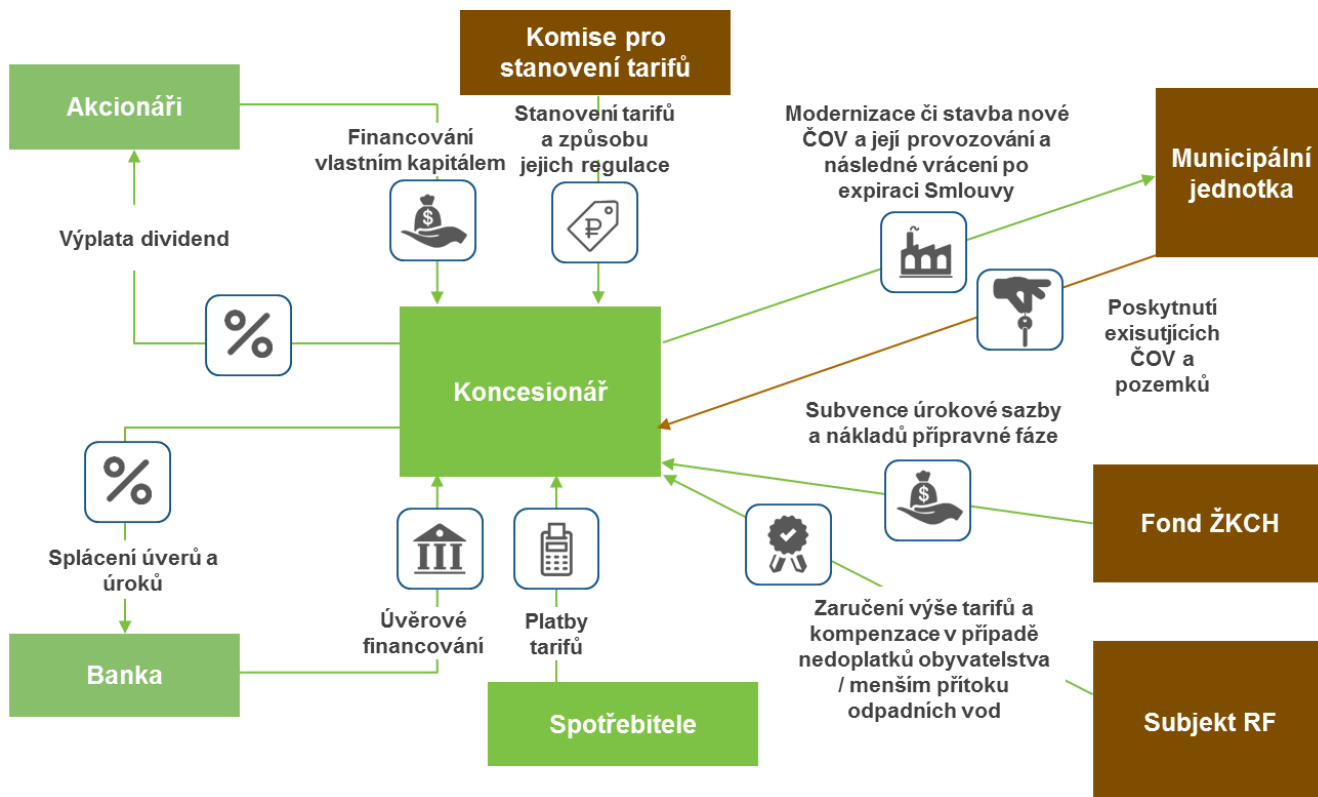 Komise pro
stanovení tarifů
Akcionáři
Financování
vlastním kapitálem
Stanovení tarifů
a způsobu
jejich regulace
Modernizace či stavba nové
ČOV a její provozování a
následné vrácení po
expiraci Smlouvy
Municipální
jednotka
Výplata dividend
Poskytnutí
exisutjících
ČOV a
pozemků
Koncesionář
Subvence úrokové sazby
a nákladů přípravné fáze
Fond ŽKCH
Splácení úverů a
úroků
Úvěrové
financování
Platby
tarifů
Zaručení výše tarifů a
kompenzace v případě
nedoplatků obyvatelstva
/ menším přítoku
odpadních vod
Banka
Spotřebitele
Subjekt RF